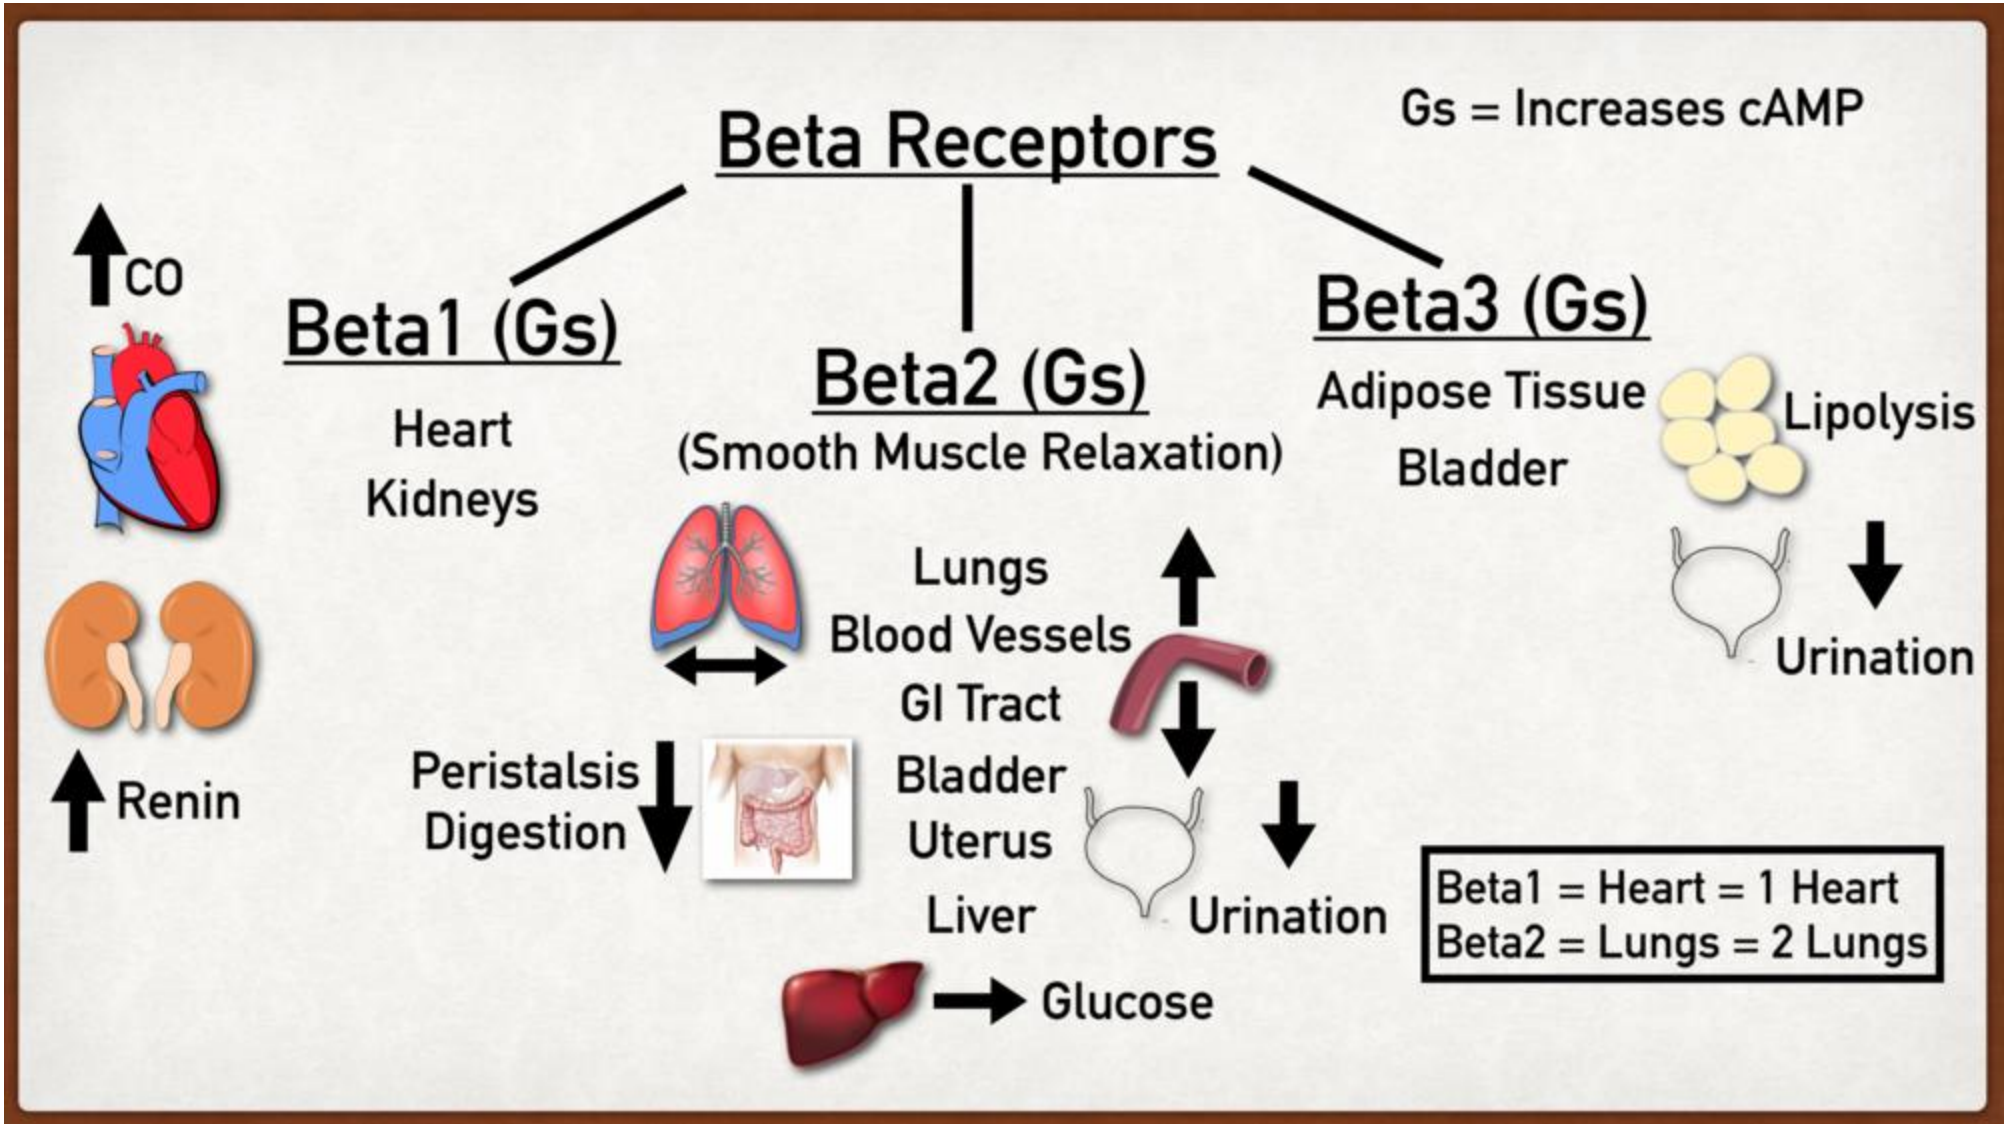 Beta Receptors
Gs = Increases cAMP
CO
Beta1 (Gs)
Heart
Kidneys
Renin
Beta2 (Gs)
(Smooth Muscle Relaxation)
Lungs
Blood Vessels
GI Tract
Bladder
Uterus
Liver
Peristalsis
Digestion
Urination
Glucose
Beta3 (Gs)
Adipose Tissue
Bladder
Lipolysis
Urination
Beta1 = Heart = 1 Heart
Beta2 = Lungs = 2 Lungs